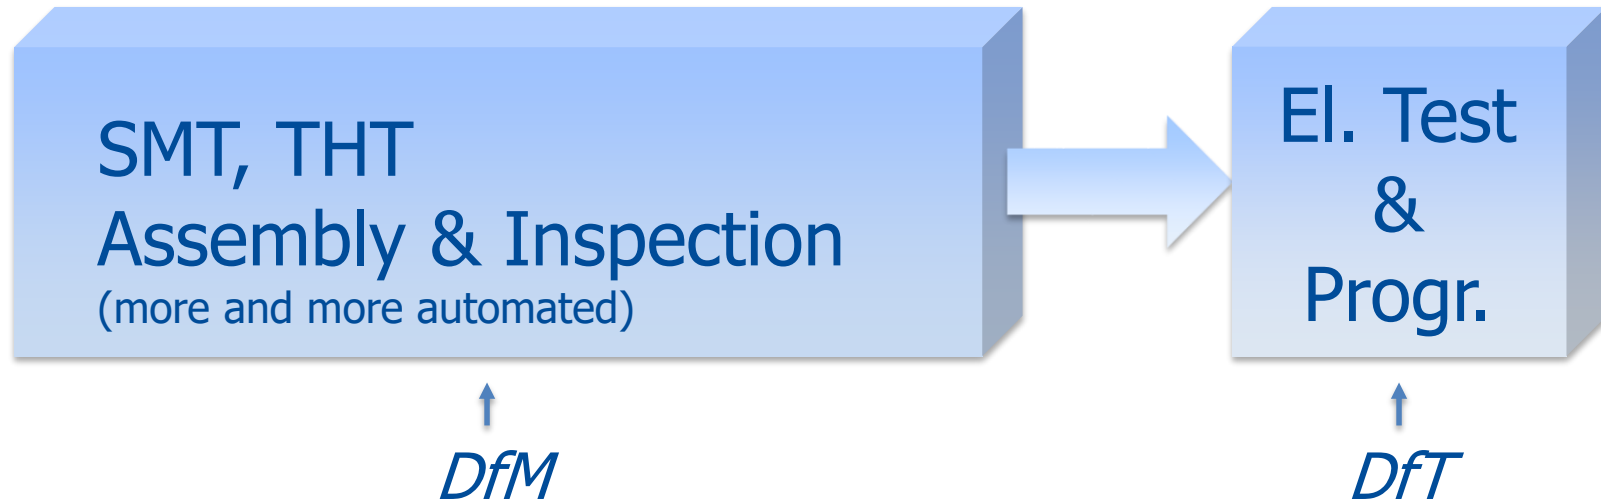 SMT, THT
Assembly & Inspection
(more and more automated)
El. Test
&
Progr.
DfM
DfT